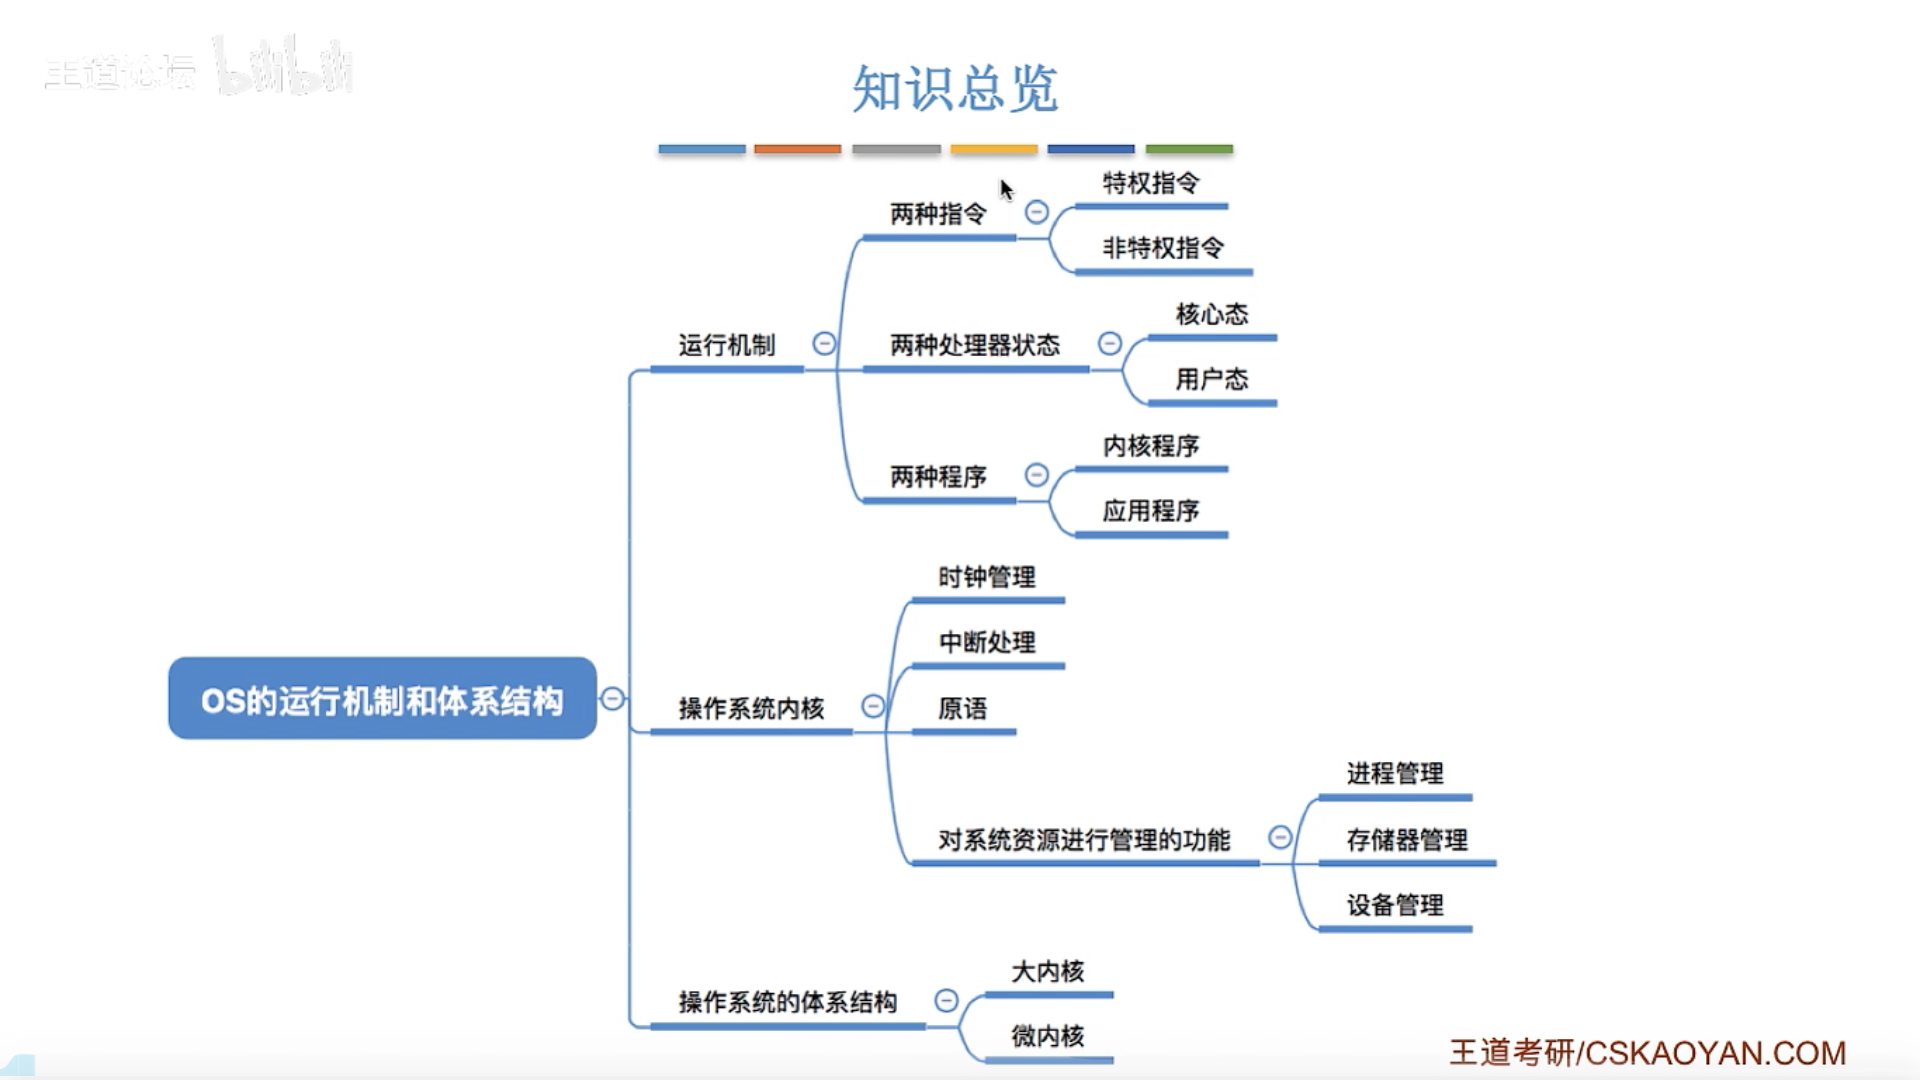 王道论坛 bilibili
知识总览
特权指令
两种指令
非特权指令
核心态
运行机制
两种处理器状态
用户态
内核程序
两种程序
应用程序
时钟管理
中断处理
OS的运行机制和体系结构
操作系统内核
原语
进程管理
对系统资源进行管理的功能
存储器管理
设备管理
大内核
操作系统的体系结构
微内核
王道考研/CSKAOYAN.COM